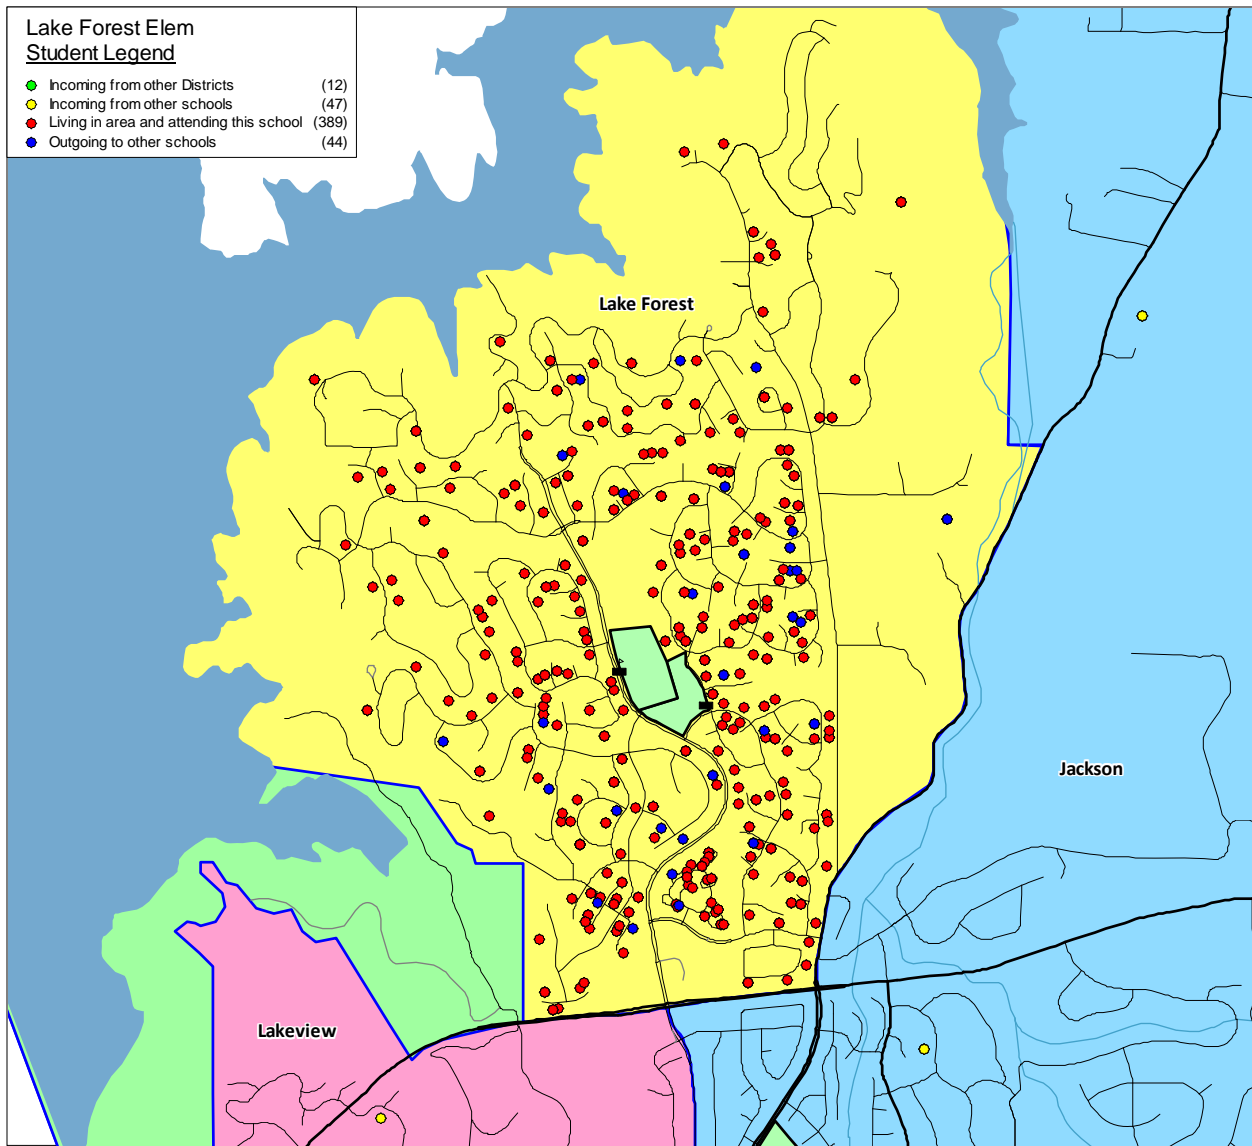 Lake Forest Elem
Student Legend
Incoming from other Districts (12)
Incoming from other schools (47)
Living in area and attending this school (389)
Outgoing to other schools (44)
Lake Forest
Jackson
Lakeview